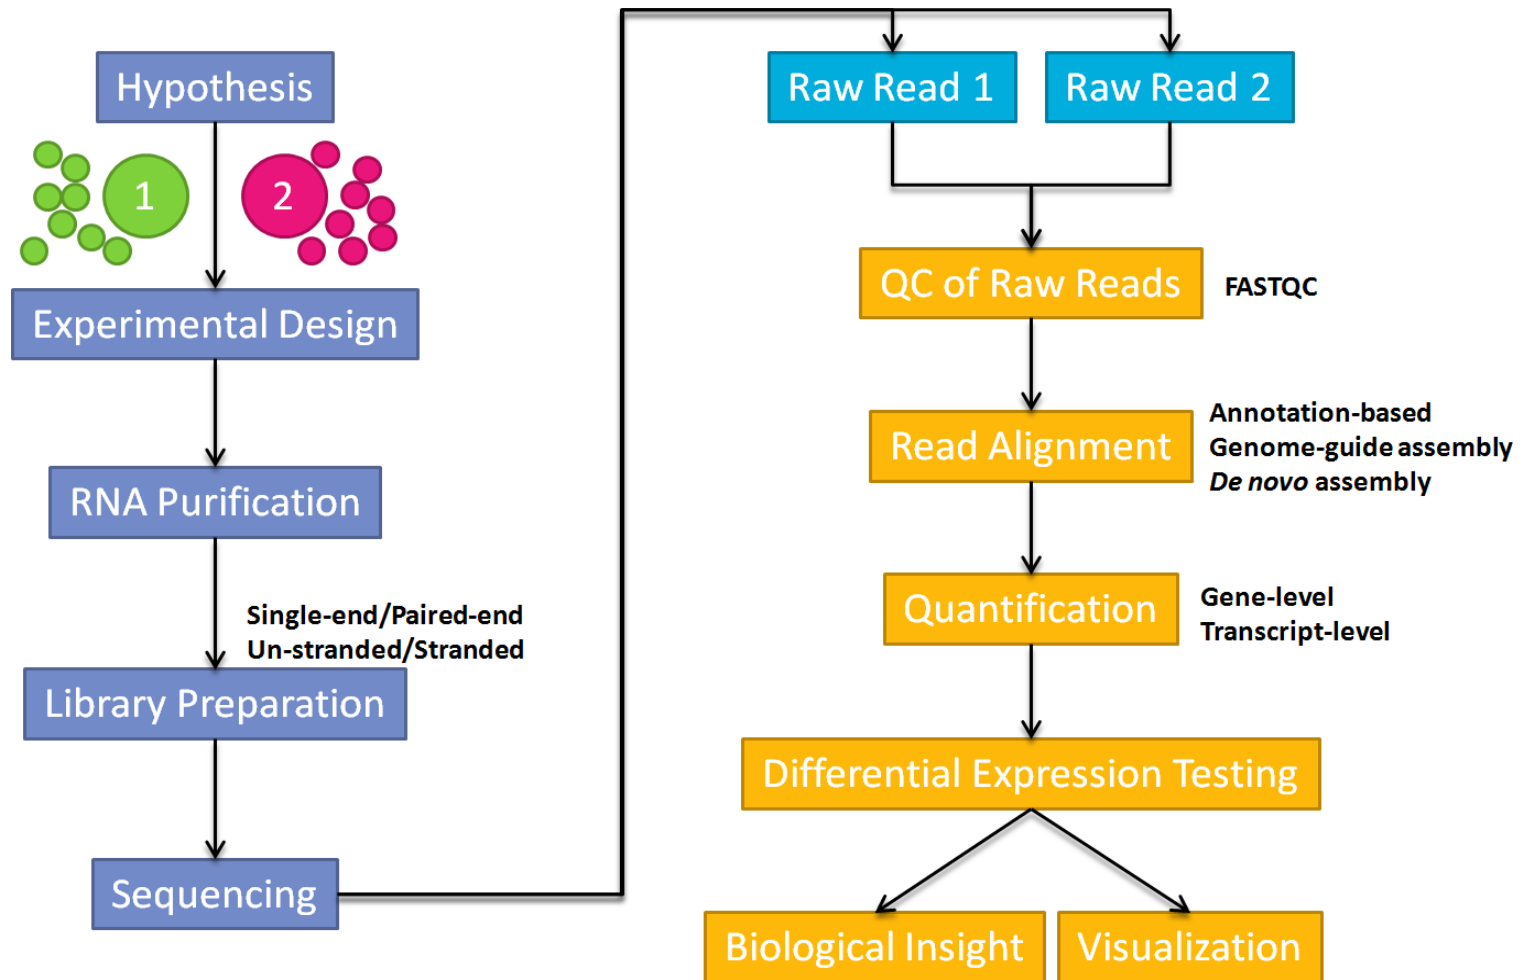 Hypothesis
1
2
Experimental Design
RNA Purification
Single-end/Paired-end
Un-stranded/Stranded
Library Preparation
Sequencing
Raw Read 1
Raw Read 2
QC of Raw Reads
FASTQC
Read Alignment
Annotation-based
Genome-guide assembly
De novo assembly
Quantification
Gene-level
Transcript-level
Differential Expression Testing
Biological Insight
Visualization